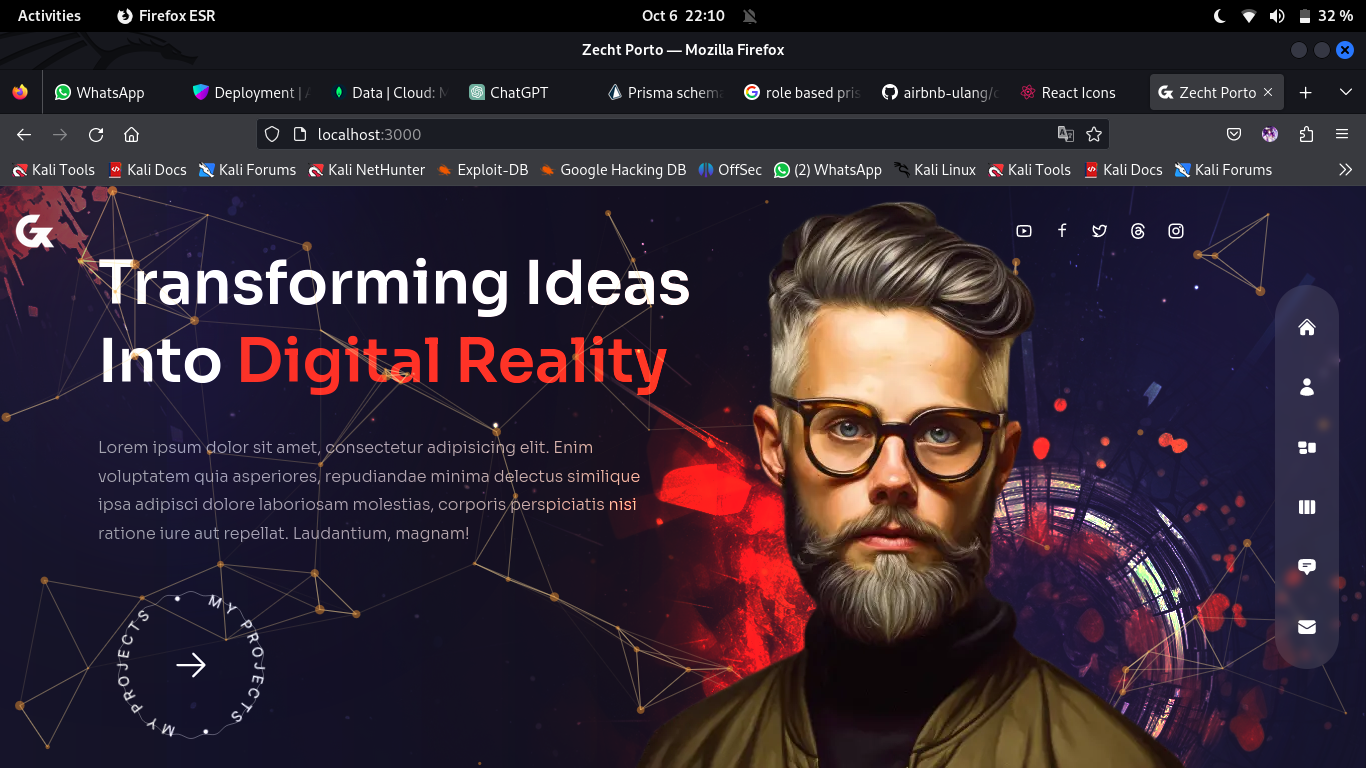 Activities Firefox ESR Oct 6 22:10 32 %
Zecht Porto — Mozilla Firefox
WhatsApp Deployment | Data | Cloud: ChatGPT Prisma schema role based pris airbnb-ulang/ React Icons Zecht Porto
localhost:3000
Kali Tools Kali Docs Kali Forums Kali NetHunter Exploit-DB Google Hacking DB OffSec (2) WhatsApp Kali Linux Kali Tools Kali Docs Kali Forums
Transforming Ideas
Into Digital Reality
Lorem ipsum dolor sit amet, consectetur adipisicing elit. Enim
voluptatem quia asperiores, repudiandae minima delectus similique
ipsa adipisci dolore laboriosam molestias, corporis perspiciatis nisi
ratione iure aut repellat. Laudantium, magnam!
MY PROJECTS • MY PROJECTS •